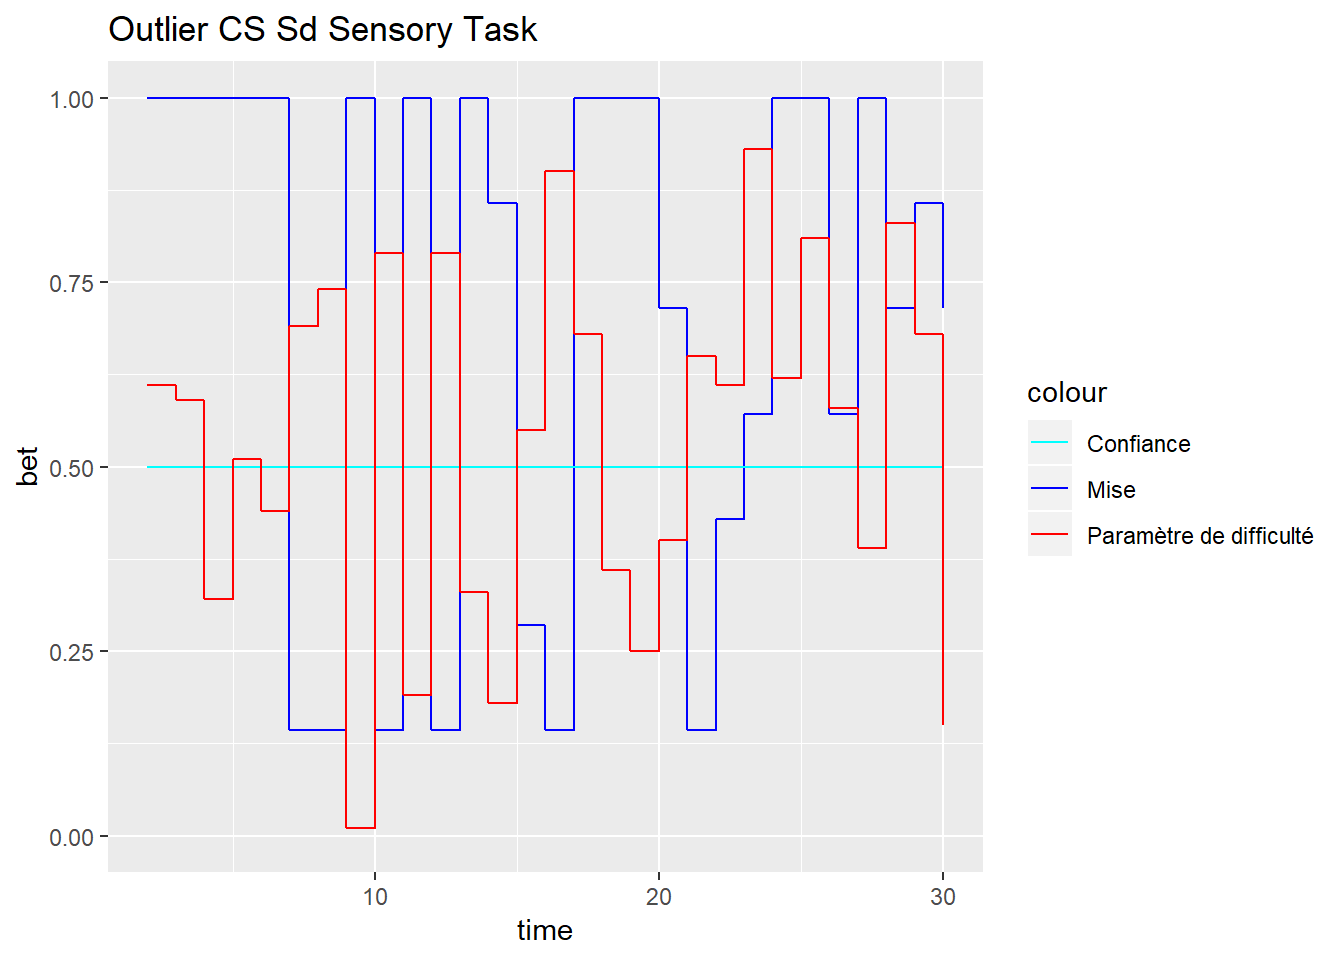 Outlier CS Sd Sensory Task
1.00
0.75
0.50
0.25
0.00
bet
10 20 30
time
colour
Confiance
Mise
Paramètre de difficulté